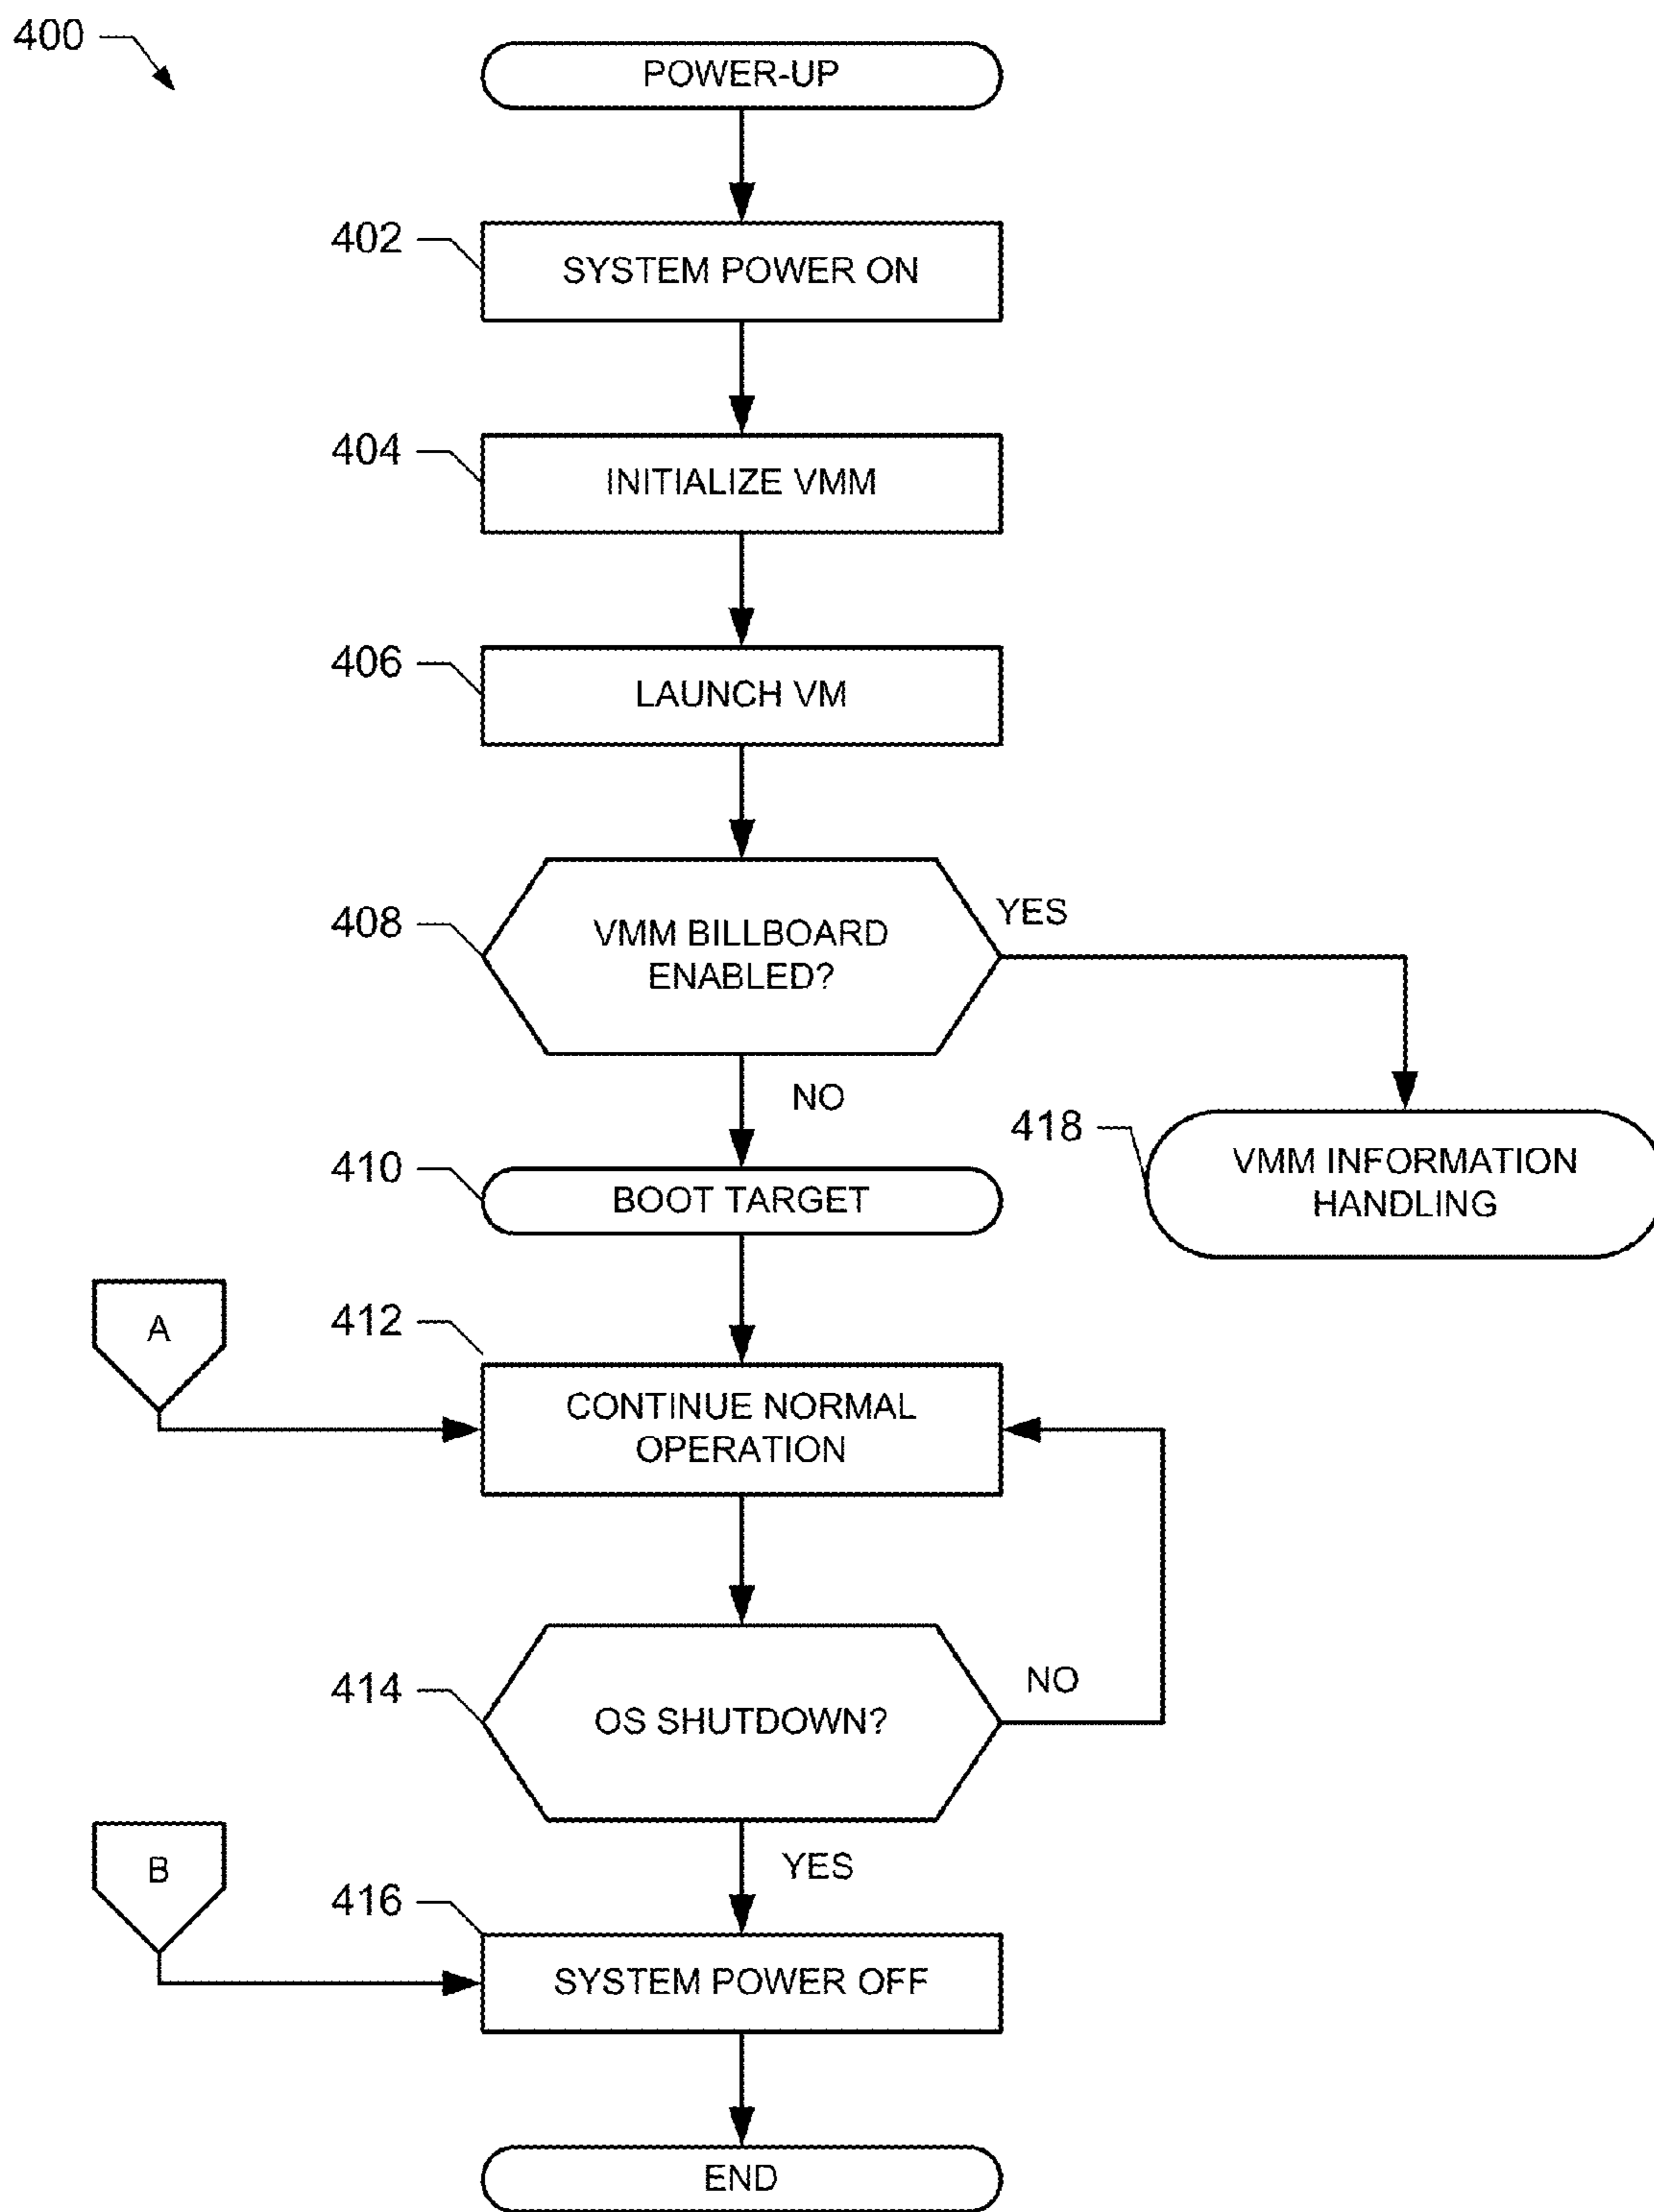 400
POWER-UP
402
SYSTEM POWER ON
404
INITIALIZE VMM
406
LAUNCH VM
408
VMM BILLBOARD
ENABLED?
YES
NO
418
VMM INFORMATION
HANDLING
410
BOOT TARGET
A
412
CONTINUE NORMAL
OPERATION
414
OS SHUTDOWN?
NO
YES
B
416
SYSTEM POWER OFF
END